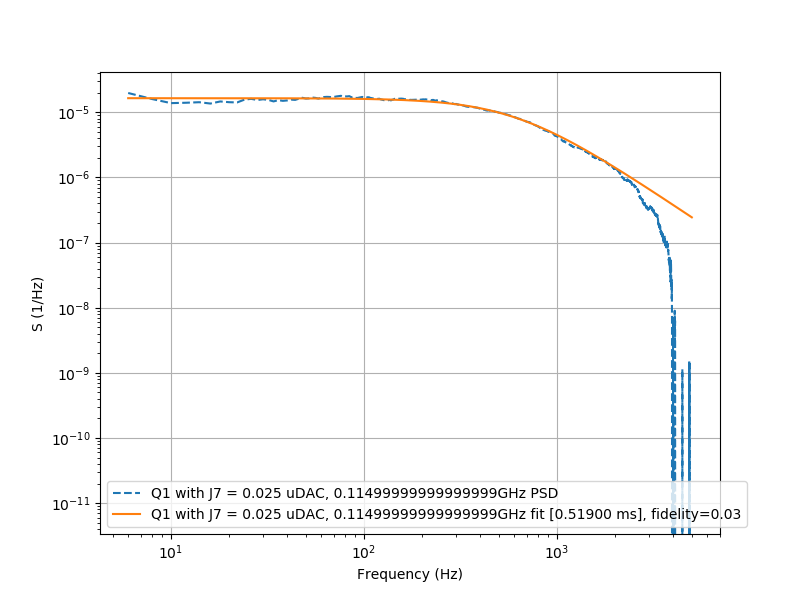 10⁻⁵
10⁻⁶
10⁻⁷
10⁻⁸
10⁻⁹
10⁻¹⁰
10⁻¹¹
S (1/Hz)
Q1 with J7 = 0.025 uDAC, 0.11499999999999999GHz PSD
Q1 with J7 = 0.025 uDAC, 0.11499999999999999GHz fit [0.51900 ms], fidelity=0.03
10¹ 10² 10³
Frequency (Hz)